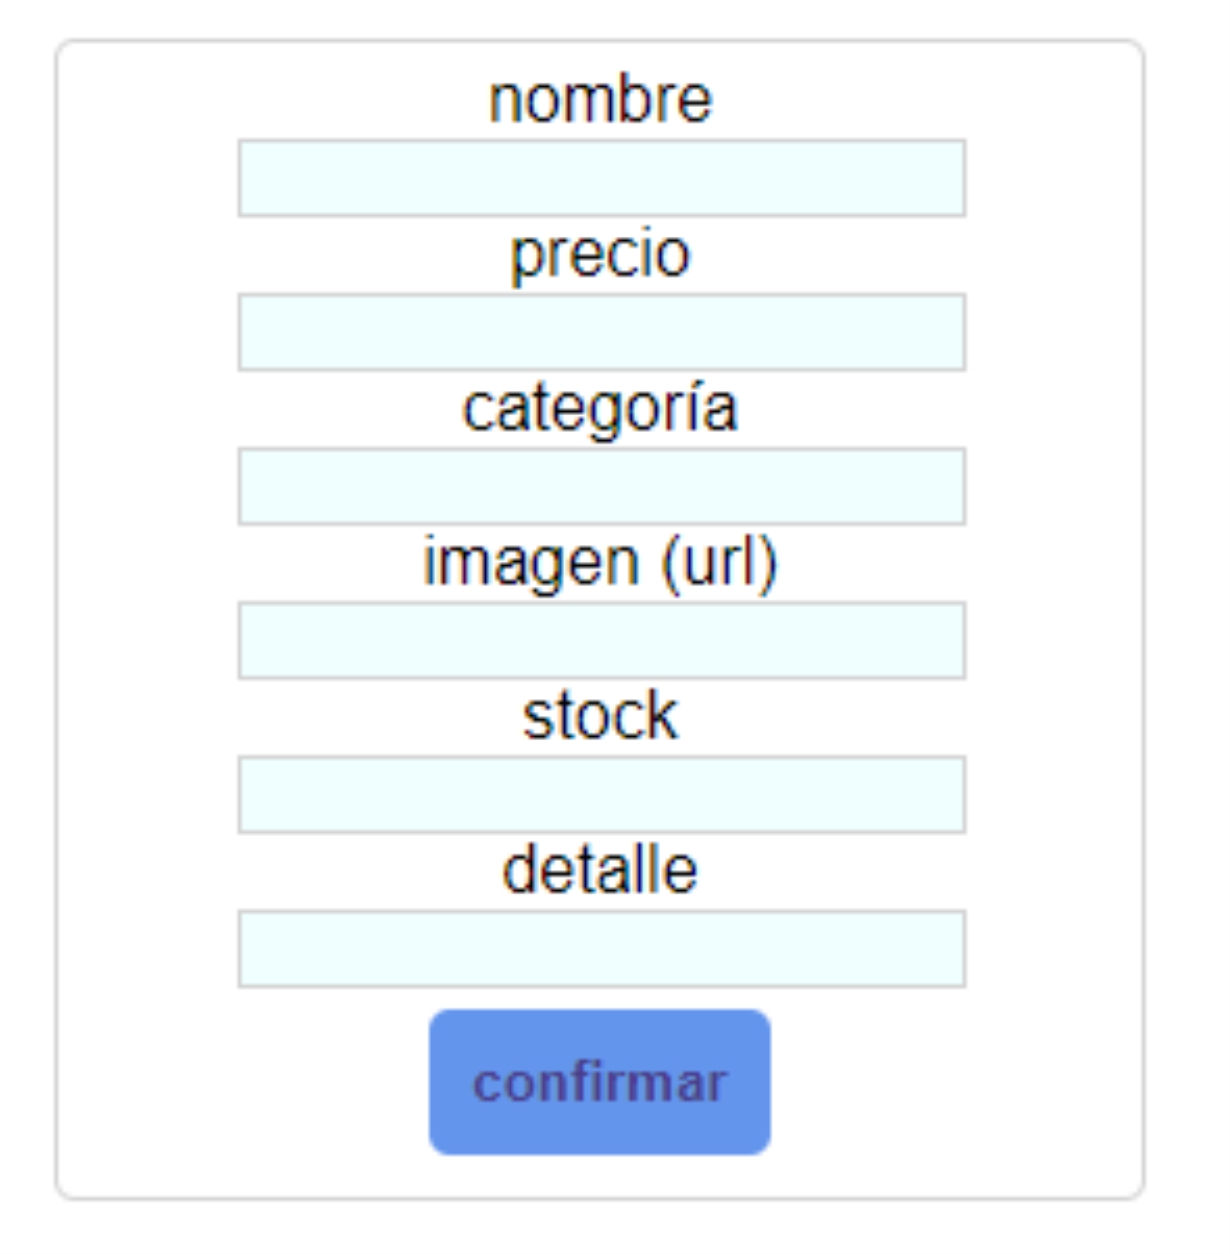 nombre
precio
categoría
imagen (url)
stock
detalle
confirmar